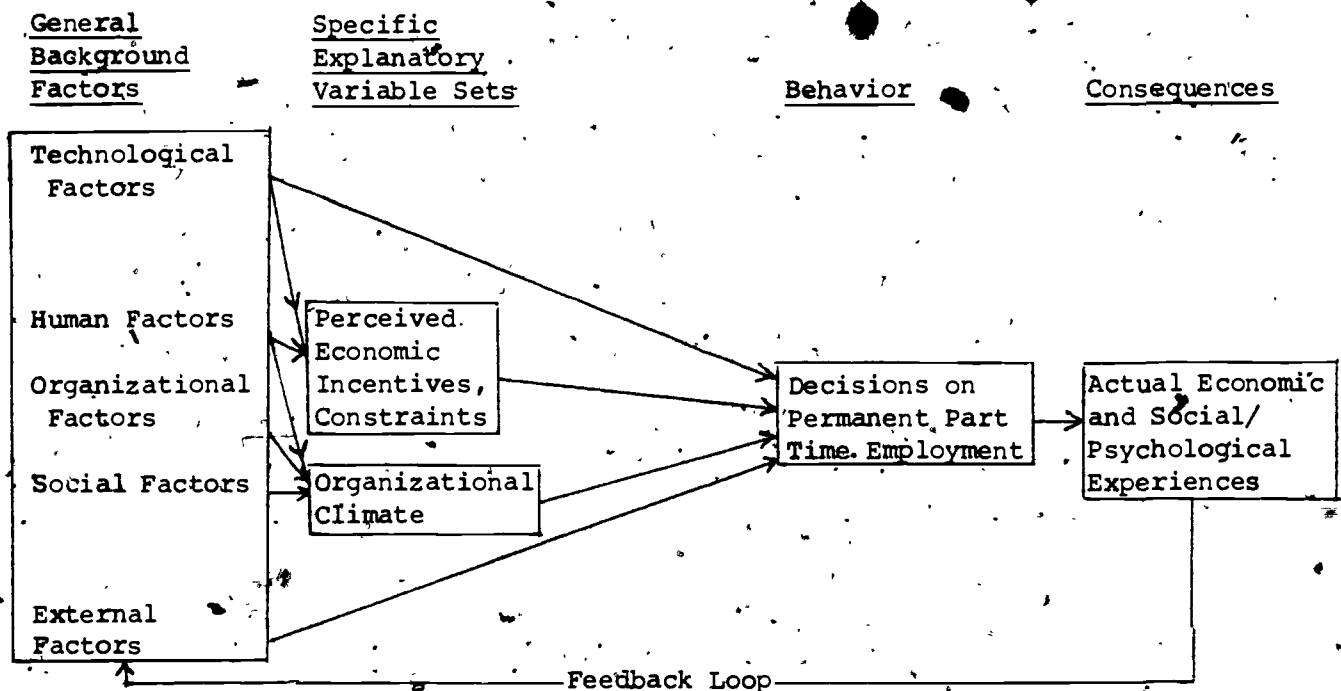 General
Background
Factors
Specific
Explanatory
Variable Sets
Behavior
Consequences
Technological
Factors
Human Factors
Organizational
Factors
Social Factors
External
Factors
Perceived
Economic
Incentives,
Constraints
Organizational
Climate
Decisions on
Permanent Part
Time Employment
Actual Economic
and Social/
Psychological
Experiences
Feedback Loop